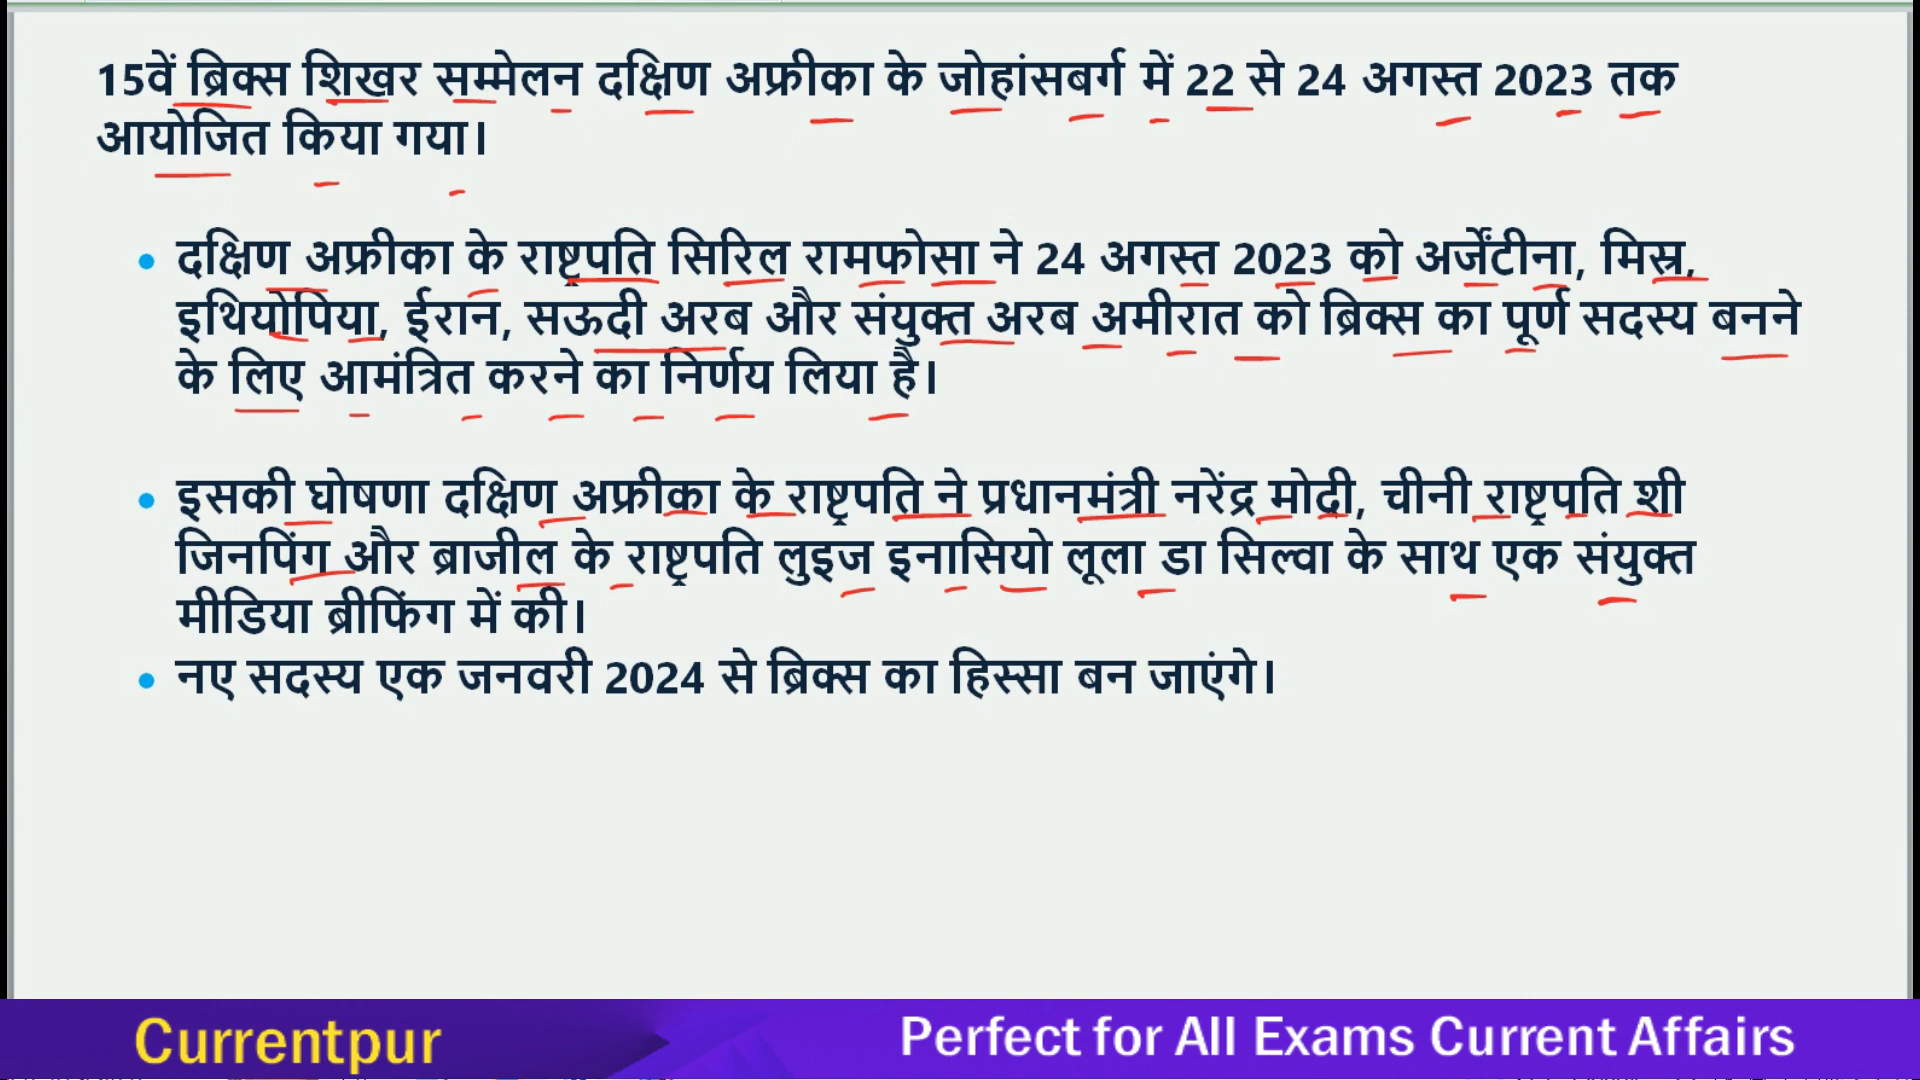 15वें ब्रिक्स शिखर सम्मेलन दक्षिण अफ्रीका के जोहांसबर्ग में 22 से 24 अगस्त 2023 तक
आयोजित किया गया।
• दक्षिण अफ्रीका के राष्ट्रपति सिरिल रामफोसा ने 24 अगस्त 2023 को अर्जेंटीना, मिस्र,
इथियोपिया, ईरान, सऊदी अरब और संयुक्त अरब अमीरात को ब्रिक्स का पूर्ण सदस्य बनने
के लिए आमंत्रित करने का निर्णय लिया है।
• इसकी घोषणा दक्षिण अफ्रीका के राष्ट्रपति ने प्रधानमंत्री नरेंद्र मोदी, चीनी राष्ट्रपति शी
जिनपिंग और ब्राजील के राष्ट्रपति लुइज इनासियो लूला डा सिल्वा के साथ एक संयुक्त
मीडिया ब्रीफिंग में की।
• नए सदस्य एक जनवरी 2024 से ब्रिक्स का हिस्सा बन जाएंगे।
Currentpur
Perfect for All Exams Current Affairs